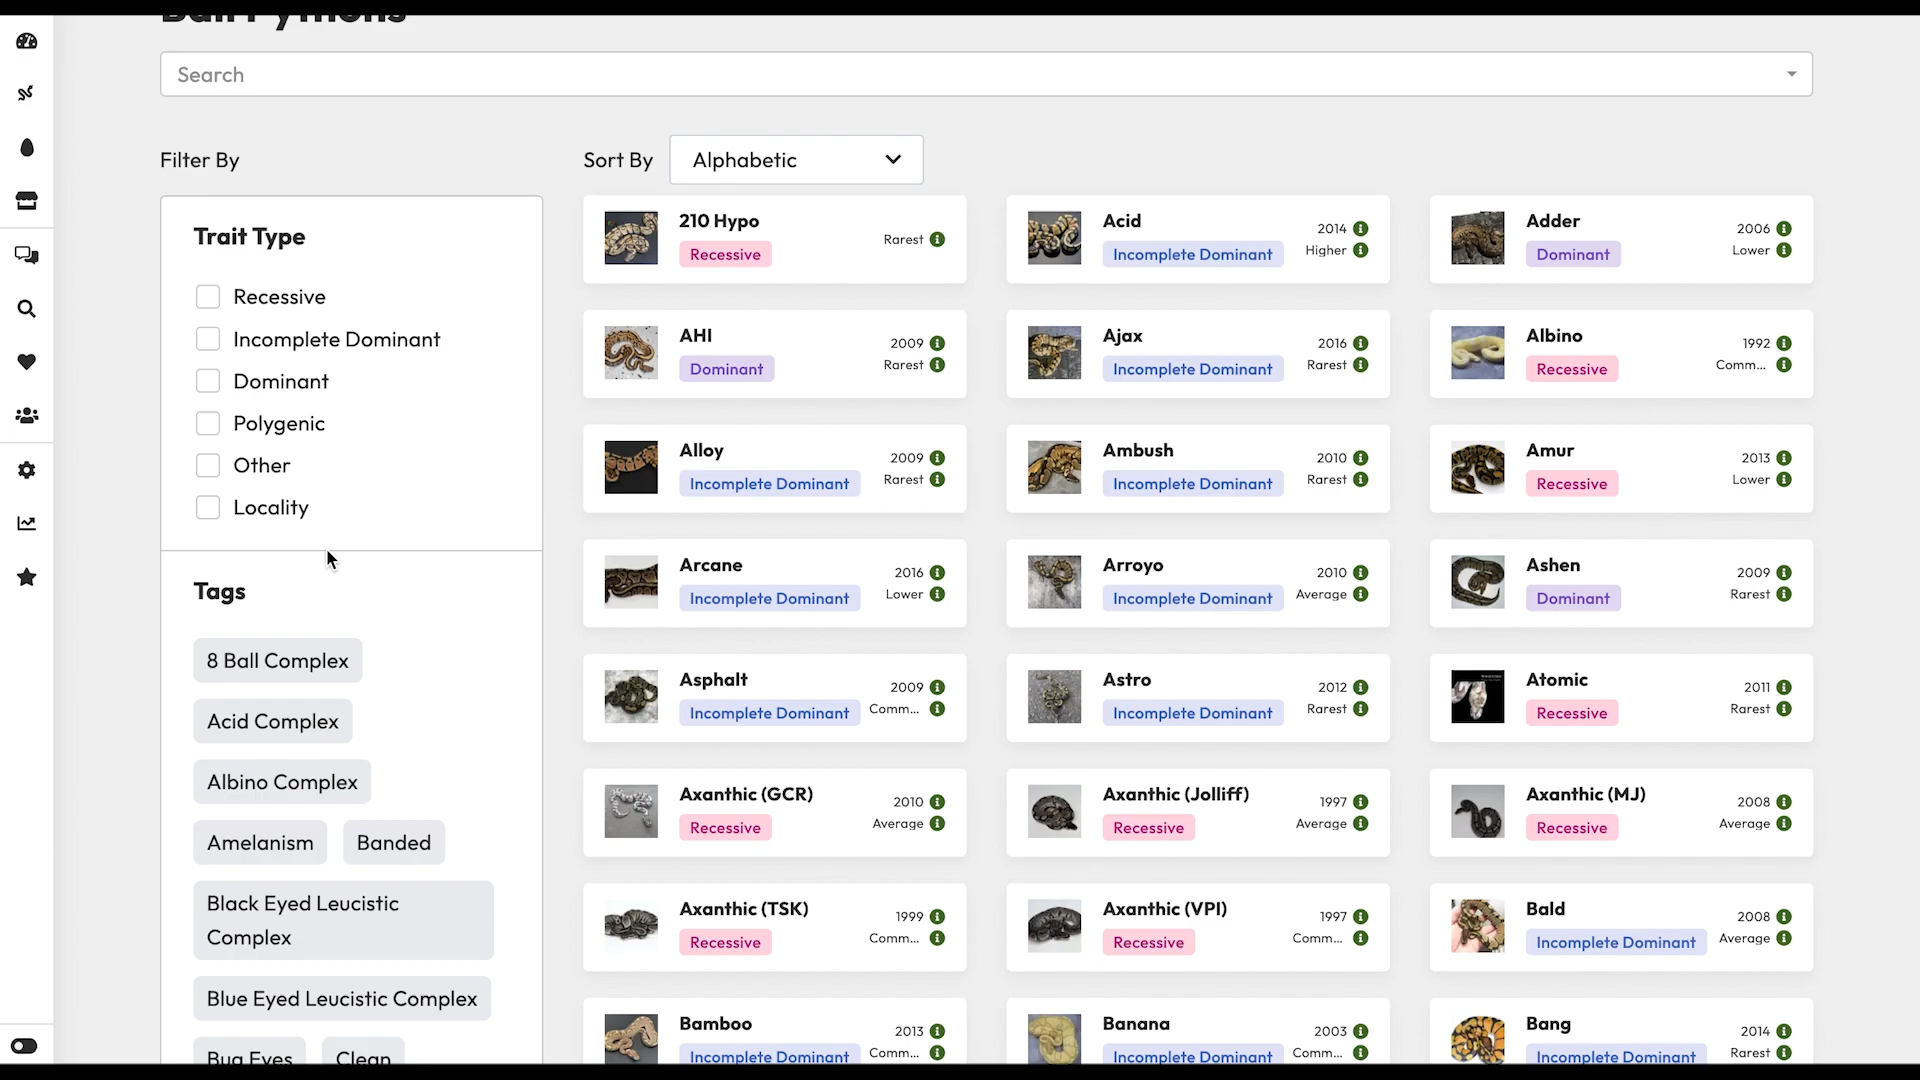 Ball Pythons
Search
Filter By
Sort By
Alphabetic
Trait Type
Recessive
Incomplete Dominant
Dominant
Polygenic
Other
Locality
Tags
8 Ball Complex
Acid Complex
Albino Complex
Amelanism
Banded
Black Eyed Leucistic
Complex
Blue Eyed Leucistic Complex
Bug Eyes
Clean
210 Hypo
Recessive
Rarest
Acid
Incomplete Dominant
2014
Higher
Adder
Dominant
2006
Lower
AHI
Dominant
2009
Rarest
Ajax
Incomplete Dominant
2016
Rarest
Albino
Recessive
1992
Comm...
Alloy
Incomplete Dominant
2009
Rarest
Ambush
Incomplete Dominant
2010
Rarest
Amur
Recessive
2013
Lower
Arcane
Incomplete Dominant
2016
Lower
Arroyo
Incomplete Dominant
2010
Average
Ashen
Dominant
2009
Rarest
Asphalt
Incomplete Dominant
2009
Comm...
Astro
Incomplete Dominant
2012
Rarest
Atomic
Recessive
2011
Rarest
Axanthic (GCR)
Recessive
2010
Average
Axanthic (Jolliff)
Recessive
1997
Average
Axanthic (MJ)
Recessive
2008
Average
Axanthic (TSK)
Recessive
1999
Comm...
Axanthic (VPI)
Recessive
1997
Comm...
Bald
Incomplete Dominant
2008
Average
Bamboo
Incomplete Dominant
2013
Comm...
Banana
Incomplete Dominant
2003
Comm...
Bang
Incomplete Dominant
2014
Rarest